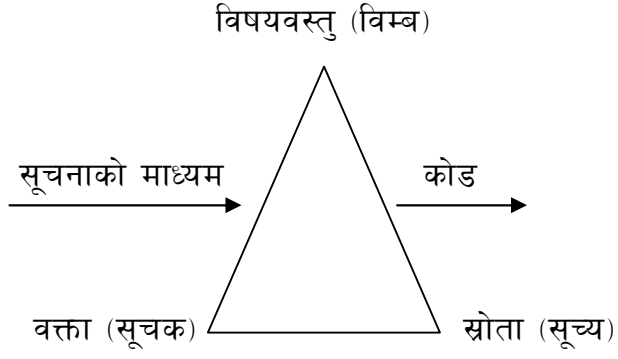 विषयवस्तु (विम्ब)
सूचनाको माध्यम
कोड
वक्ता (सूचक)
स्रोता (सूच्य)